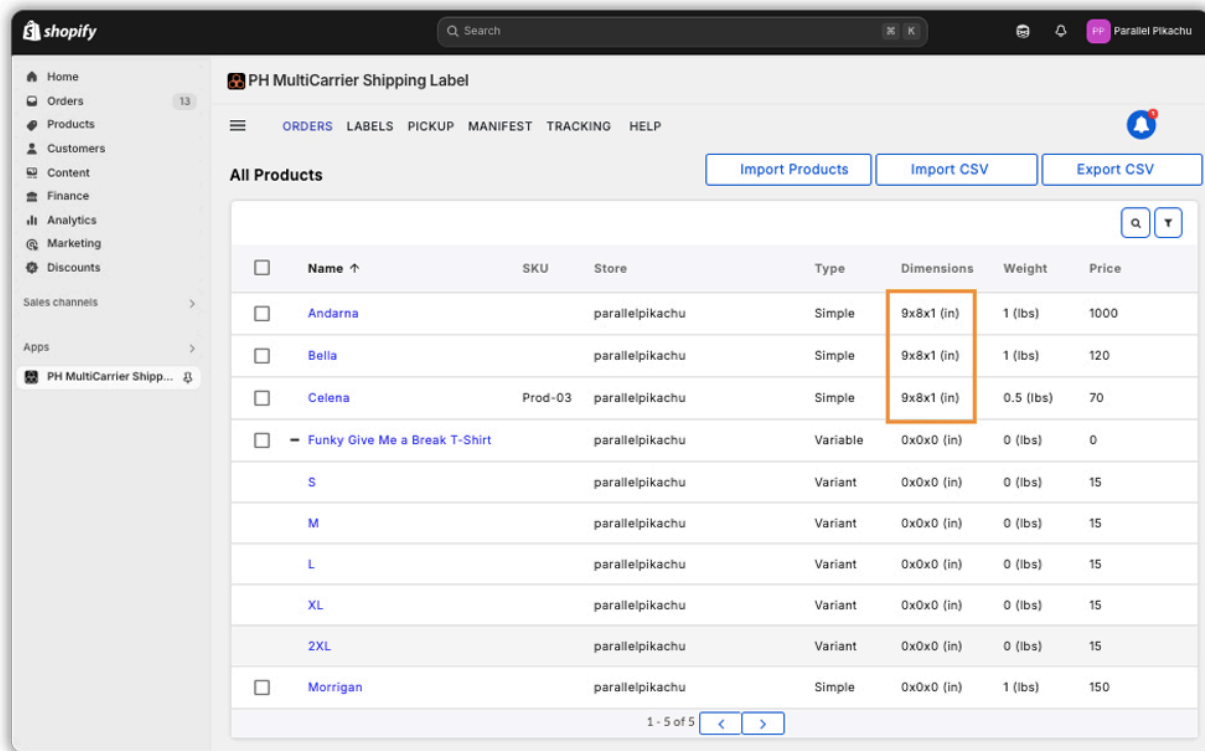 shopify
Search
⌘ K
PP
Parallel Pikachu
Home
Orders 13
Products
Customers
Content
Finance
Analytics
Marketing
Discounts
Sales channels
Apps
PH MultiCarrier Shipp...
PH MultiCarrier Shipping Label
ORDERS LABELS PICKUP MANIFEST TRACKING HELP
1
All Products
Import Products Import CSV Export CSV
Name ↑ SKU Store Type Dimensions Weight Price
Andarna parallelpikachu Simple 9x8x1 (in) 1 (lbs) 1000
Bella parallelpikachu Simple 9x8x1 (in) 1 (lbs) 120
Celena Prod-03 parallelpikachu Simple 9x8x1 (in) 0.5 (lbs) 70
Funky Give Me a Break T-Shirt parallelpikachu Variable 0x0x0 (in) 0 (lbs) 0
S parallelpikachu Variant 0x0x0 (in) 0 (lbs) 15
M parallelpikachu Variant 0x0x0 (in) 0 (lbs) 15
L parallelpikachu Variant 0x0x0 (in) 0 (lbs) 15
XL parallelpikachu Variant 0x0x0 (in) 0 (lbs) 15
2XL parallelpikachu Variant 0x0x0 (in) 0 (lbs) 15
Morrigan parallelpikachu Simple 0x0x0 (in) 1 (lbs) 150
1 - 5 of 5